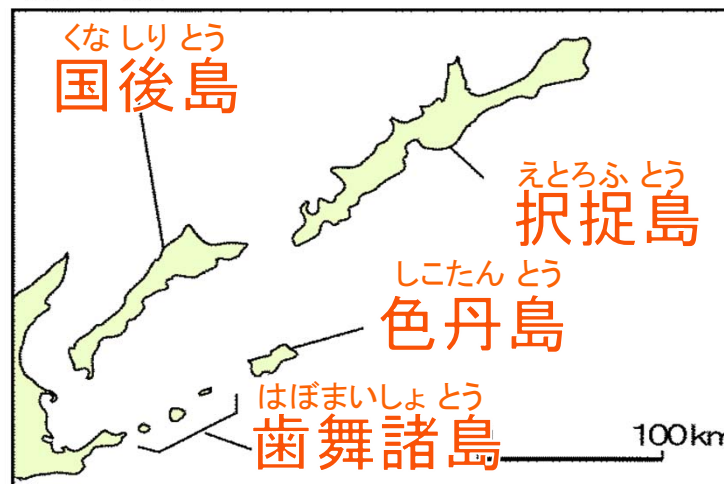 くなしりとう
国後島
えとろふとう
択捉島
しこたんとう
色丹島
はぼまいしょとう
歯舞諸島
100km